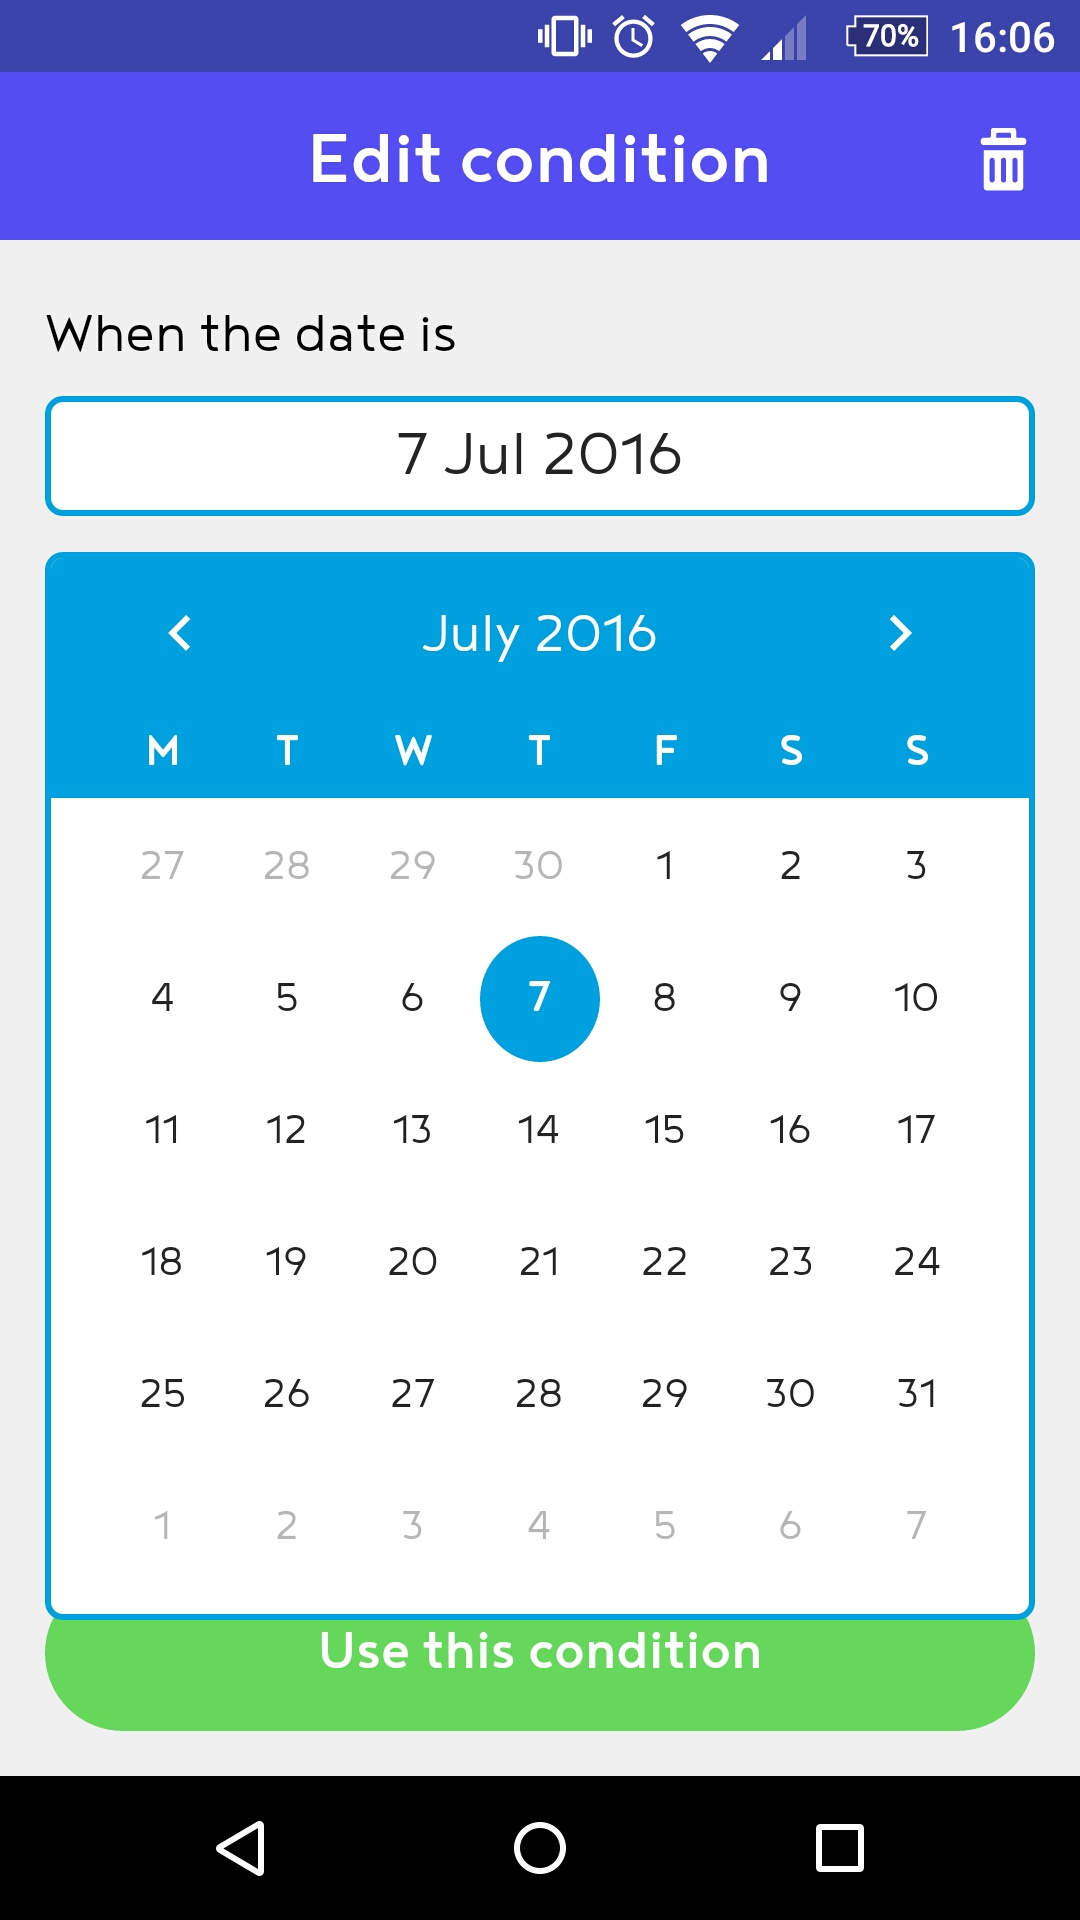 70% 16:06
Edit condition
When the date is
7 Jul 2016
July 2016
M T W T F S S
27 28 29 30 1 2 3
4 5 6 7 8 9 10
11 12 13 14 15 16 17
18 19 20 21 22 23 24
25 26 27 28 29 30 31
1 2 3 4 5 6 7
Use this condition